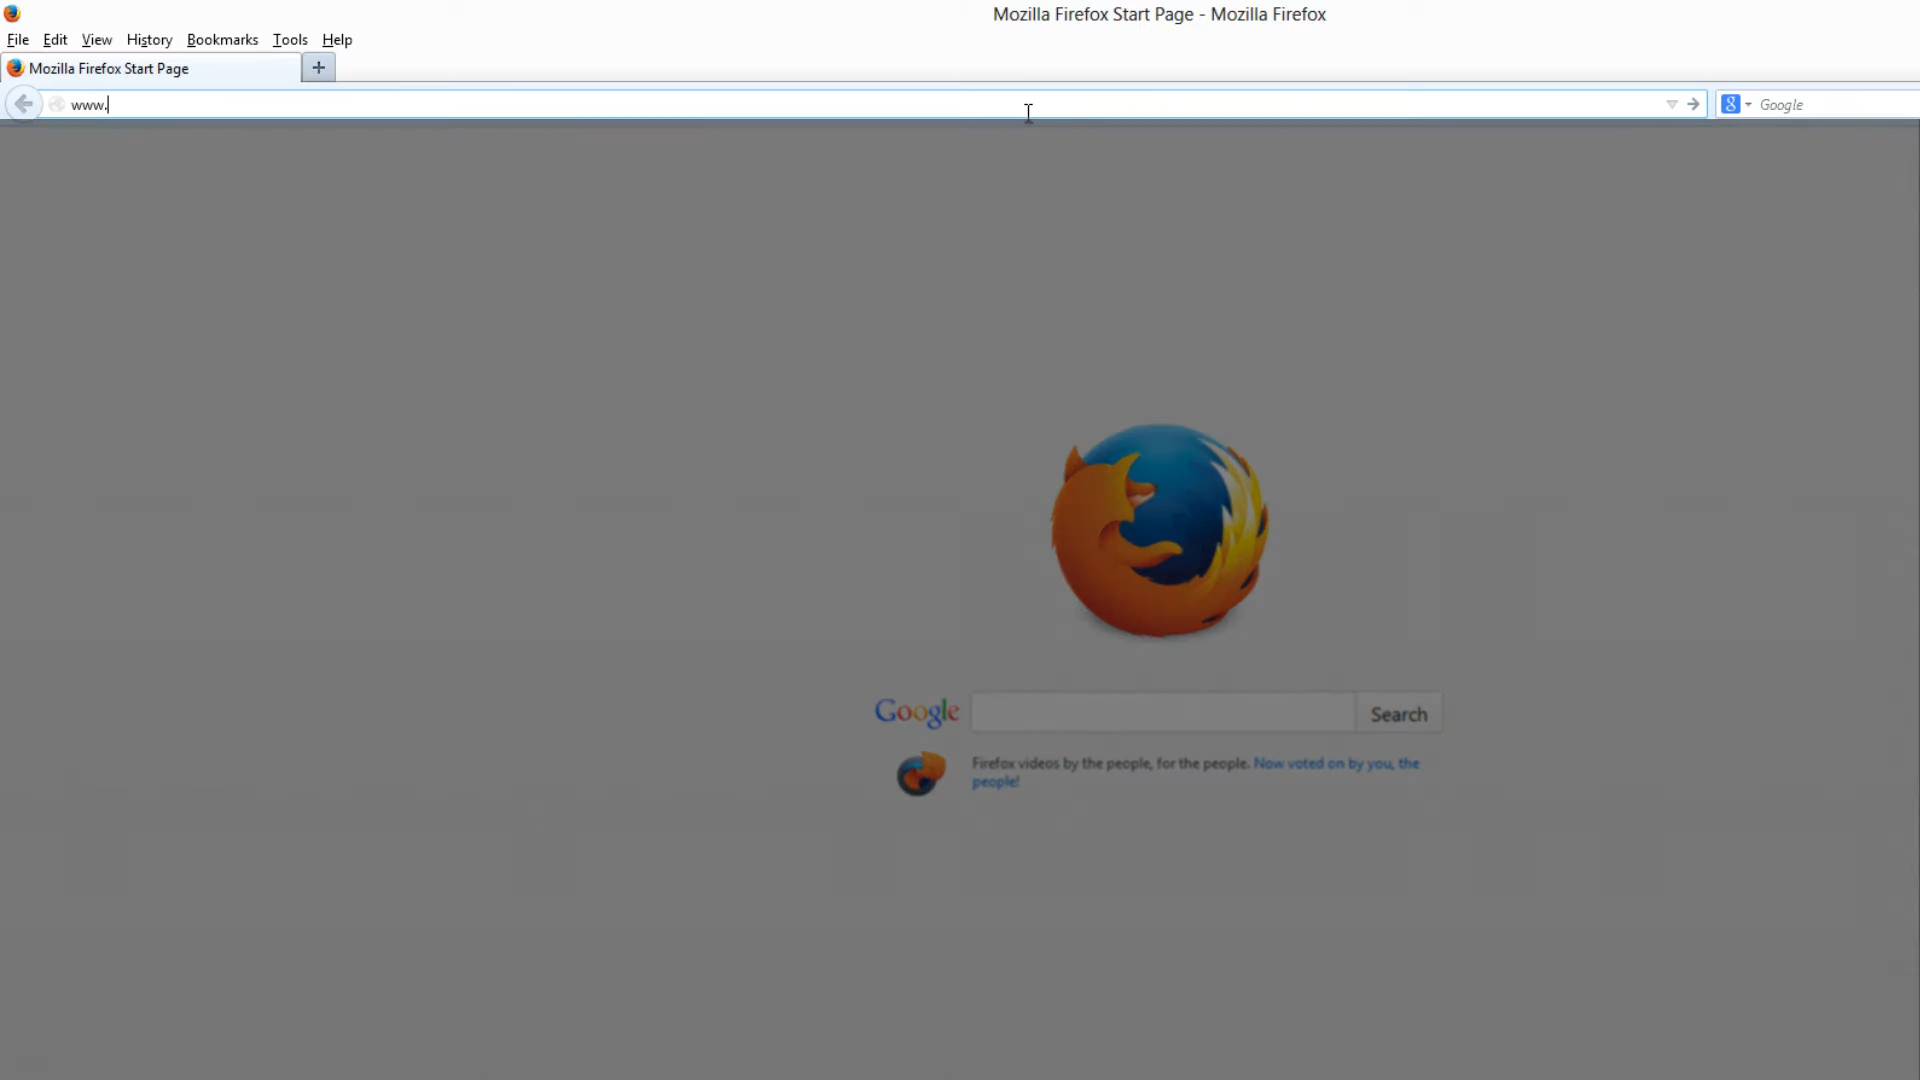 Mozilla Firefox Start Page - Mozilla Firefox
File Edit View History Bookmarks Tools Help
Mozilla Firefox Start Page +
www. 8 Google
Google Search
Firefox videos by the people, for the people. Now voted on by you, the
people!